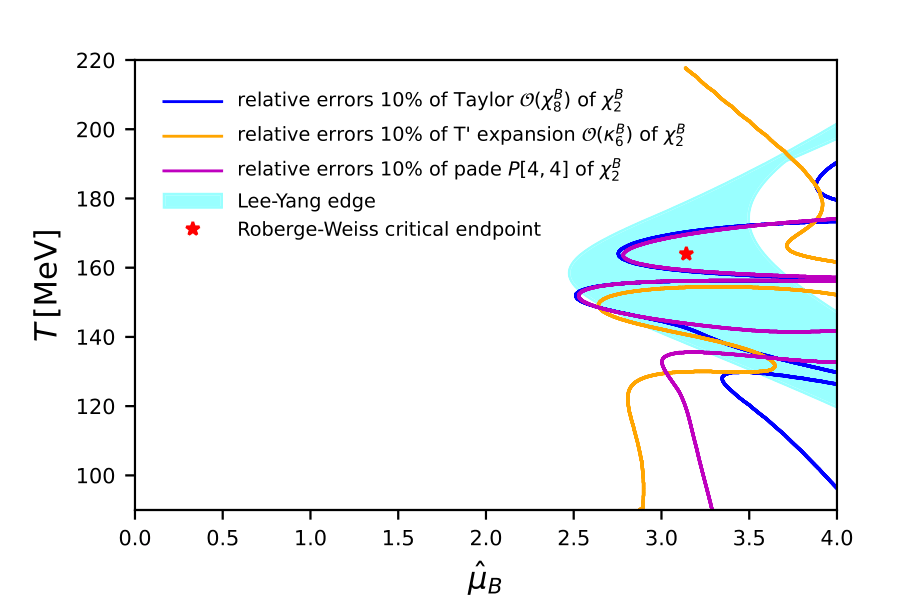 220
200
180
160
140
120
100
T [MeV]
relative errors 10% of Taylor 𝒪(χ₈ᴮ) of χ₂ᴮ
relative errors 10% of T' expansion 𝒪(κ₆ᴮ) of χ₂ᴮ
relative errors 10% of pade P[4, 4] of χ₂ᴮ
Lee-Yang edge
Roberge-Weiss critical endpoint
0.0 0.5 1.0 1.5 2.0 2.5 3.0 3.5 4.0
μ̂_B